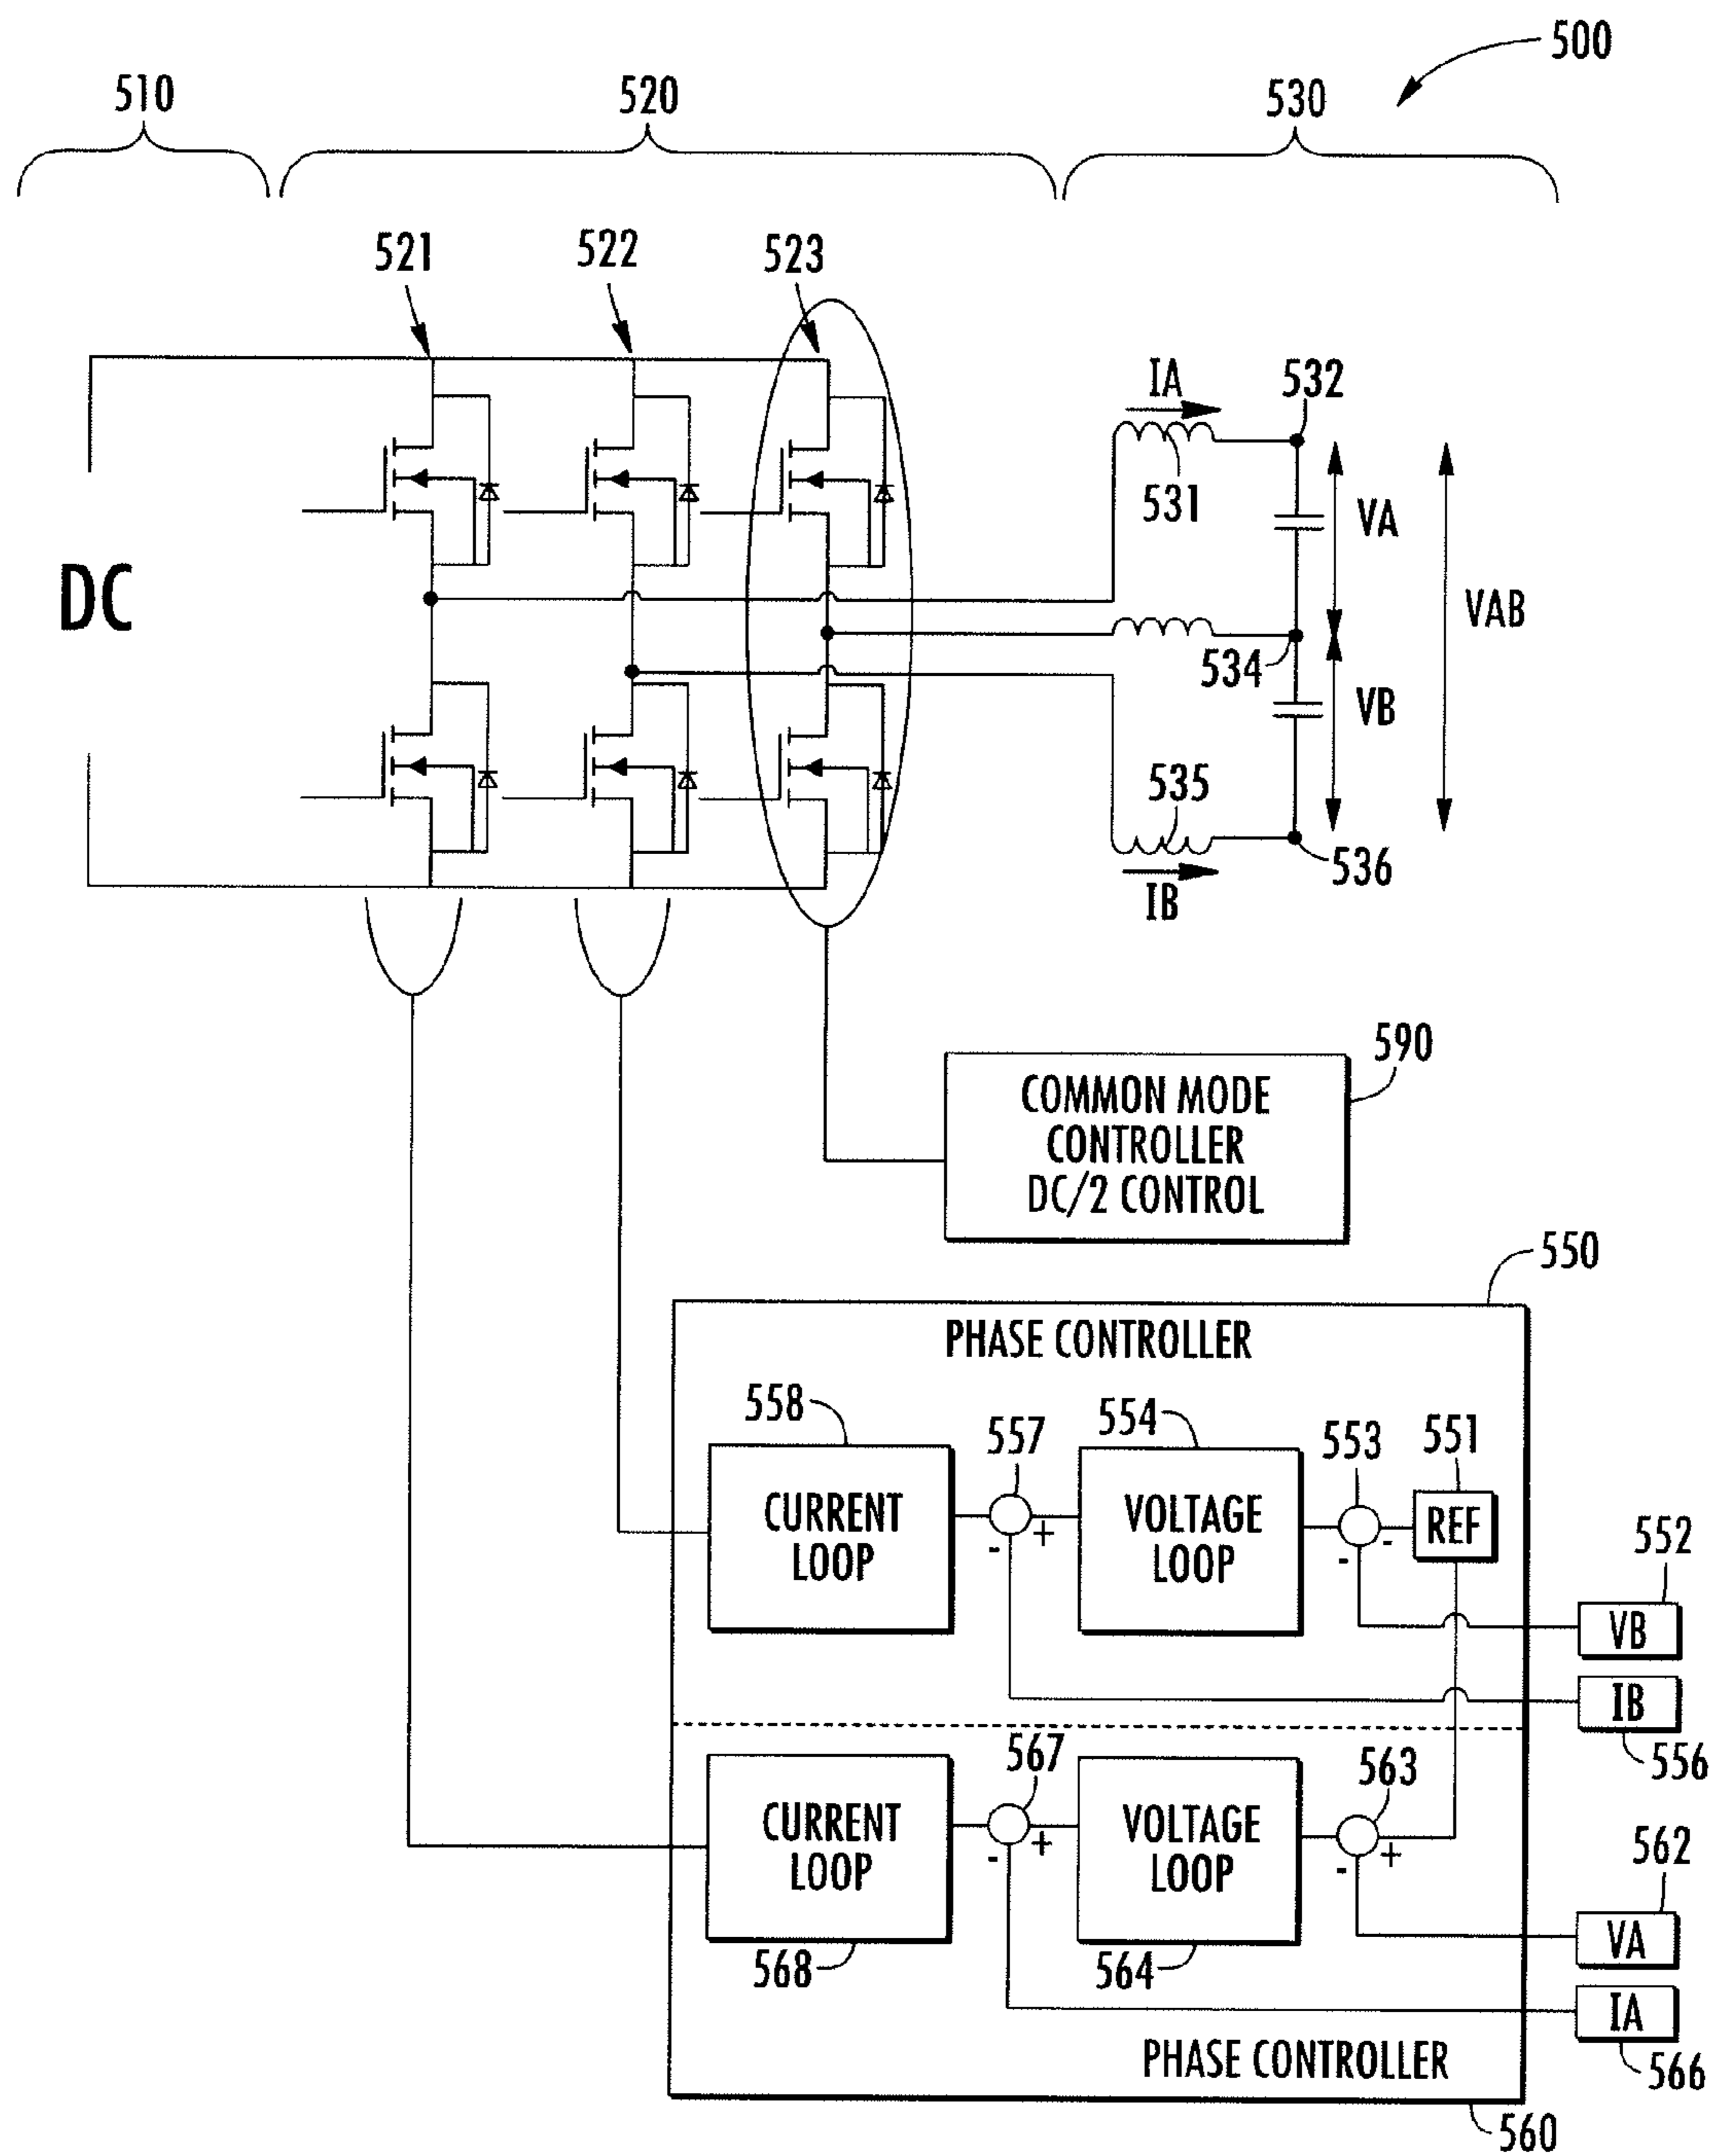 500
510
520
530
521
522
523
IA
532
531
VA
DC
VAB
534
VB
535
536
IB
590
COMMON MODE
CONTROLLER
DC/2 CONTROL
550
PHASE CONTROLLER
558
557
554
553
551
CURRENT
LOOP
VOLTAGE
LOOP
REF
+
-
-
-
552
VB
IB
556
567
563
CURRENT
LOOP
VOLTAGE
LOOP
+
-
+
-
562
VA
568
564
IA
566
PHASE CONTROLLER
560